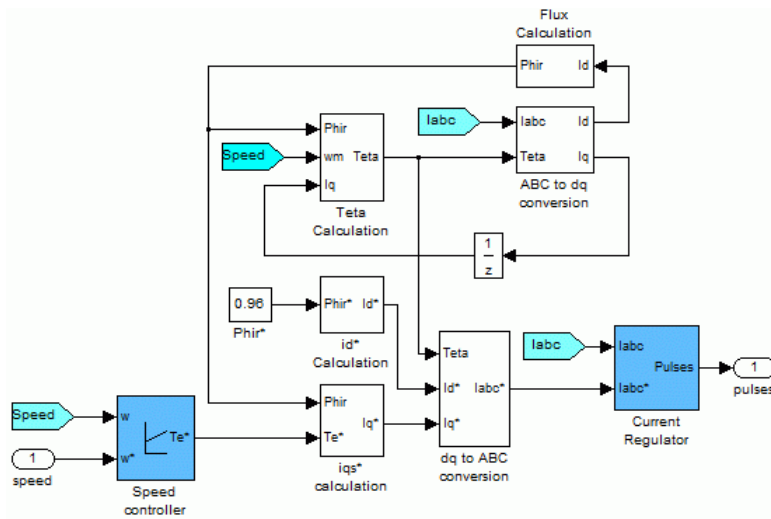 Flux
Calculation
Phir Id
Iabc
Iabc Id
Teta Iq
ABC to dq
conversion
Phir
Speed
wm Teta
Iq
Teta
Calculation
1
z
0.96
Phir*
Phir* Id*
id*
Calculation
Teta
Id* Iabc*
Iq*
dq to ABC
conversion
Iabc
Iabc
Pulses
Iabc*
Current
Regulator
1
pulses
Phir
Iq*
Te*
iqs*
calculation
Speed
w
Te*
w*
1
speed
Speed
controller